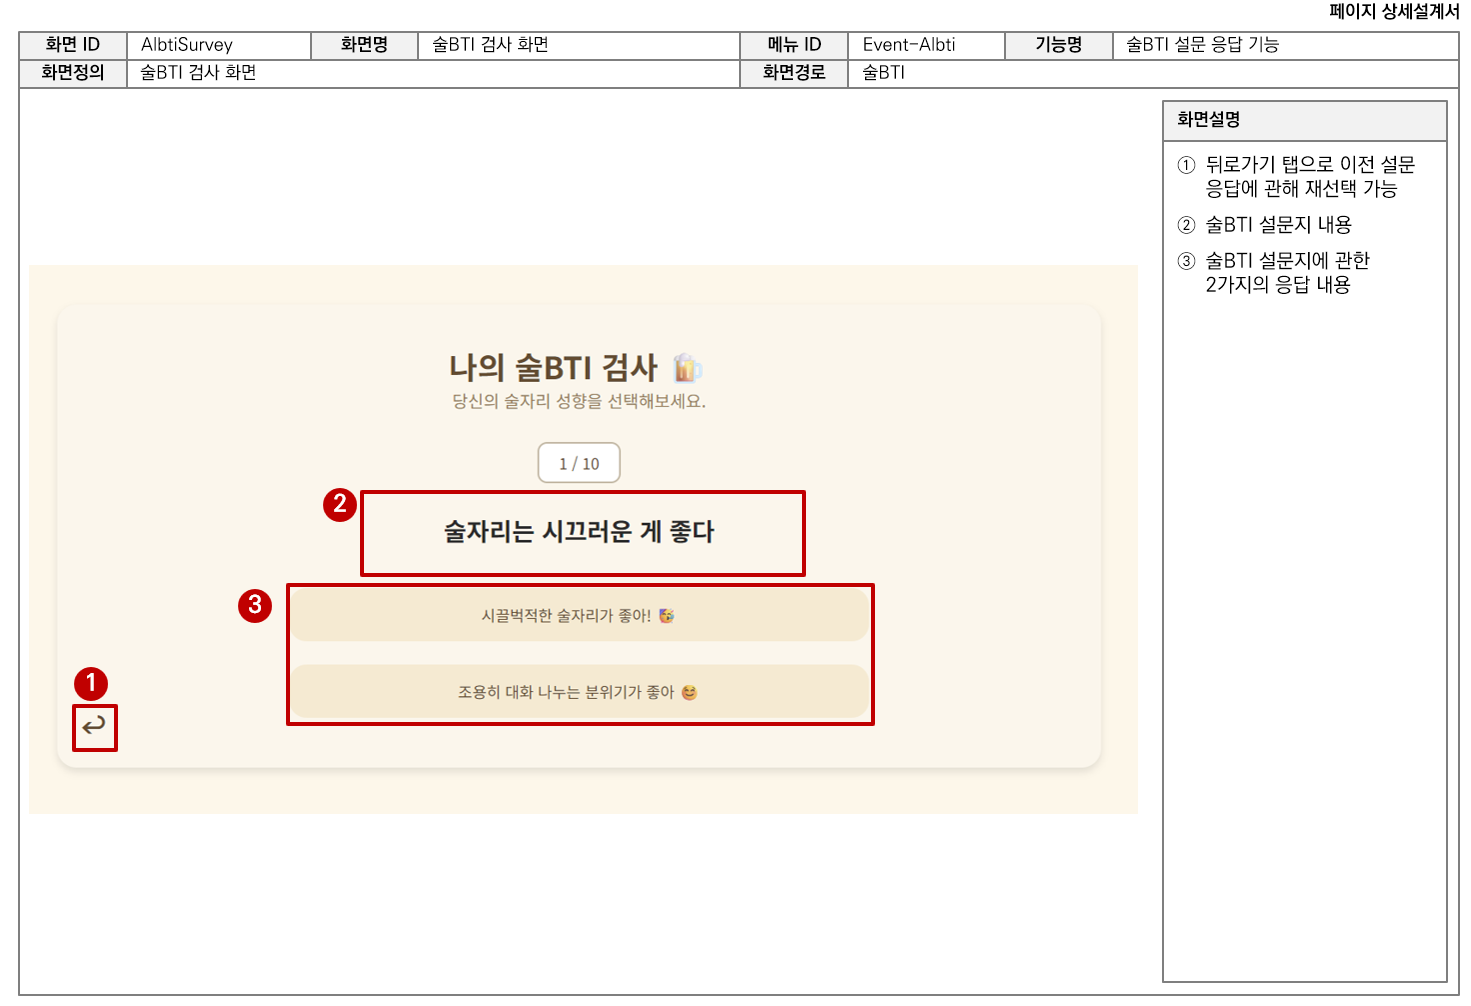 페이지 상세설계서
화면 ID AlbtiSurvey 화면명 술BTI 검사 화면 메뉴 ID Event-Albti 기능명 술BTI 설문 응답 기능
화면정의 술BTI 검사 화면 화면경로 술BTI
화면설명
① 뒤로가기 탭으로 이전 설문
응답에 관해 재선택 가능
② 술BTI 설문지 내용
③ 술BTI 설문지에 관한
2가지의 응답 내용
나의 술BTI 검사 🍺
당신의 술자리 성향을 선택해보세요.
1 / 10
2
술자리는 시끄러운 게 좋다
3
시끌벅적한 술자리가 좋아! 🥳
조용히 대화 나누는 분위기가 좋아 😄
1